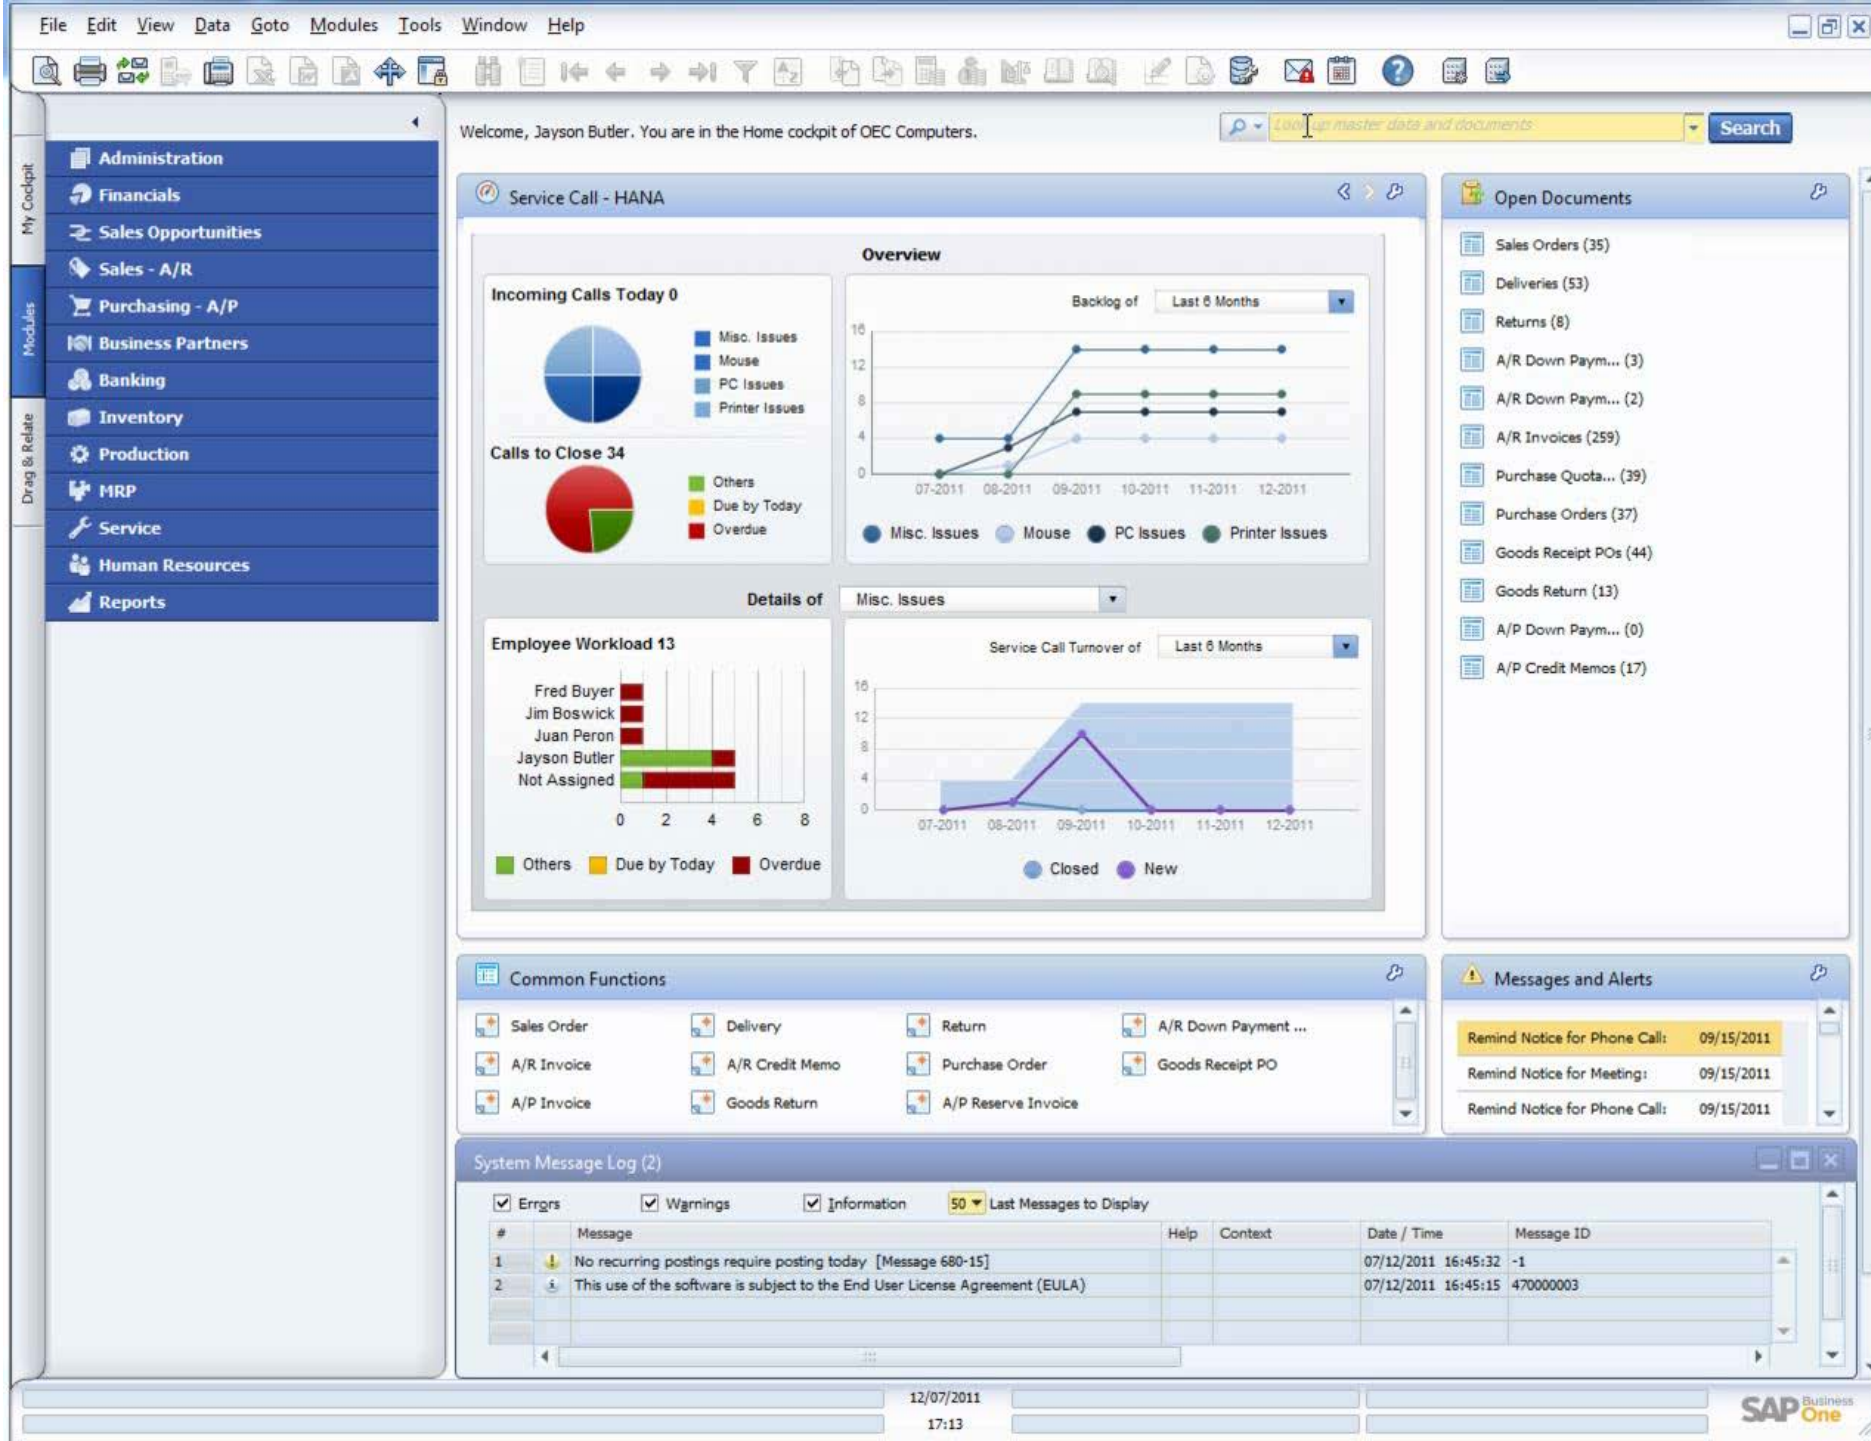 File Edit View Data Goto Modules Tools Window Help
My Cockpit
Modules
Drag & Relate
Administration
Financials
Sales Opportunities
Sales - A/R
Purchasing - A/P
Business Partners
Banking
Inventory
Production
MRP
Service
Human Resources
Reports
Welcome, Jayson Butler. You are in the Home cockpit of OEC Computers.
Look up master data and documents
Search
Service Call - HANA
Overview
Incoming Calls Today 0
Misc. Issues
Mouse
PC Issues
Printer Issues
Calls to Close 34
Others
Due by Today
Overdue
Backlog of Last 6 Months
16
12
8
4
0
07-2011 08-2011 09-2011 10-2011 11-2011 12-2011
Misc. Issues Mouse PC Issues Printer Issues
Details of Misc. Issues
Employee Workload 13
Fred Buyer
Jim Boswick
Juan Peron
Jayson Butler
Not Assigned
0 2 4 6 8
Others Due by Today Overdue
Service Call Turnover of Last 6 Months
16
12
8
4
0
07-2011 08-2011 09-2011 10-2011 11-2011 12-2011
Closed New
Open Documents
Sales Orders (35)
Deliveries (53)
Returns (8)
A/R Down Paym... (3)
A/R Down Paym... (2)
A/R Invoices (259)
Purchase Quota... (39)
Purchase Orders (37)
Goods Receipt POs (44)
Goods Return (13)
A/P Down Paym... (0)
A/P Credit Memos (17)
Common Functions
Sales Order Delivery Return A/R Down Payment ...
A/R Invoice A/R Credit Memo Purchase Order Goods Receipt PO
A/P Invoice Goods Return A/P Reserve Invoice
Messages and Alerts
Remind Notice for Phone Call: 09/15/2011
Remind Notice for Meeting: 09/15/2011
Remind Notice for Phone Call: 09/15/2011
System Message Log (2)
Errors Warnings Information 50 Last Messages to Display
# Message Help Context Date / Time Message ID
1 No recurring postings require posting today [Message 680-15] 07/12/2011 16:45:32 -1
2 This use of the software is subject to the End User License Agreement (EULA) 07/12/2011 16:45:15 470000003
12/07/2011
17:13
SAP Business One